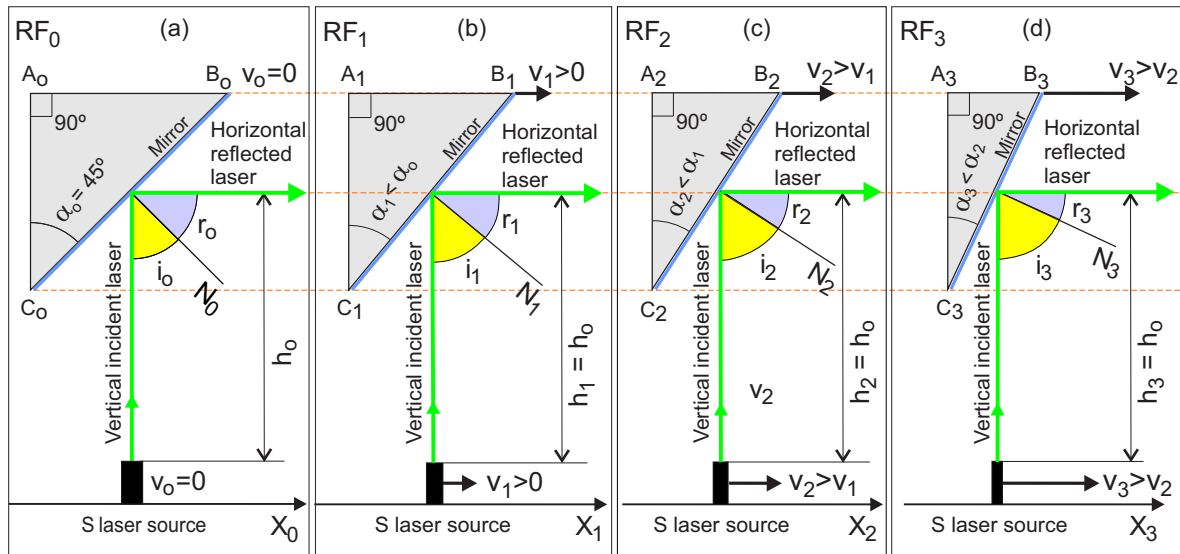 RF0 (a)
Ao Bo vo=0
90º
αo = 45º
Mirror
Horizontal
reflected
laser
ro
io
N0
Co
Vertical incident laser
ho
vo=0
S laser source X0
RF1 (b)
A1 B1 v1>0
90º
α1 < αo
Mirror
Horizontal
reflected
laser
r1
i1
N1
C1
Vertical incident laser
h1 = ho
v1>0
S laser source X1
RF2 (c)
A2 B2 v2>v1
90º
α2 < α1
Mirror
Horizontal
reflected
laser
r2
i2
N2
C2
Vertical incident laser
v2
h2 = ho
v2>v1
S laser source X2
RF3 (d)
A3 B3 v3>v2
90º
α3 < α2
Mirror
Horizontal
reflected
laser
r3
i3
N3
C3
Vertical incident laser
h3 = ho
v3>v2
S laser source X3